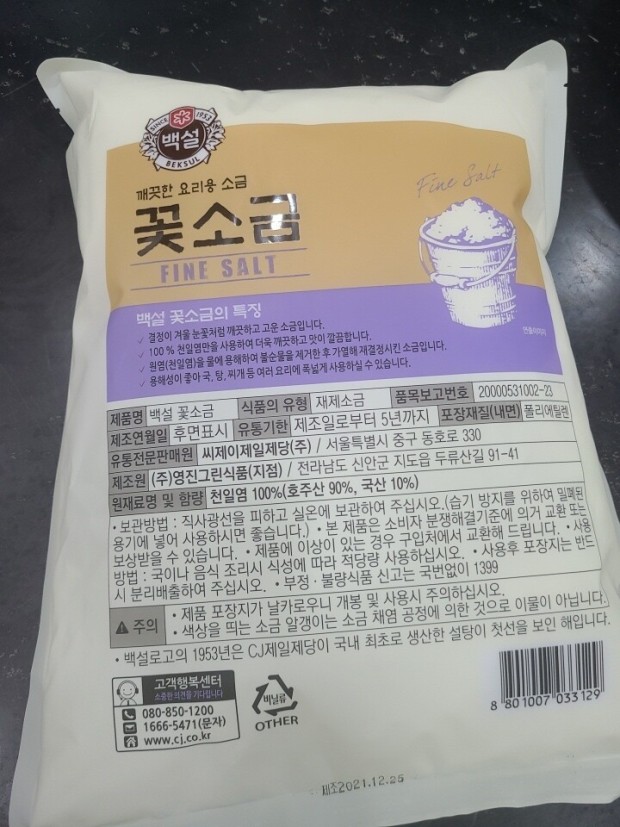 SINCE 1953
백설
BEKSUL
깨끗한 요리용 소금
꽃소금
FINE SALT
Fine Salt
연출이미지
백설 꽃소금의 특징
✓ 결정이 겨울 눈꽃처럼 깨끗하고 고운 소금입니다.
✓ 100 % 천일염만을 사용하여 더욱 깨끗하고 맛이 깔끔합니다.
✓ 원염(천일염)을 물에 용해하여 불순물을 제거한 후 가열해 재결정시킨 소금입니다.
✓ 용해성이 좋아 국, 탕, 찌개 등 여러 요리에 폭넓게 사용하실 수 있습니다.
제품명 백설 꽃소금 식품의 유형 재제소금 품목보고번호 20000531002-23
제조연월일 후면표시 유통기한 제조일로부터 5년까지 포장재질(내면) 폴리에틸렌
유통전문판매원 씨제이제일제당(주) / 서울특별시 중구 동호로 330
제조원 (주)영진그린식품(지점) / 전라남도 신안군 지도읍 두류산길 91-41
원재료명 및 함량 천일염 100%(호주산 90%, 국산 10%)
• 보관방법 : 직사광선을 피하고 실온에 보관하여 주십시오.(습기 방지를 위하여 밀폐된
용기에 넣어 사용하시면 좋습니다.) • 본 제품은 소비자 분쟁해결기준에 의거 교환 또는
보상받을 수 있습니다. • 제품에 이상이 있는 경우 구입처에서 교환해 드립니다. • 사용
방법 : 국이나 음식 조리시 식성에 따라 적당량 사용하십시오. • 사용후 포장지는 반드
시 분리배출하여 주십시오. • 부정·불량식품 신고는 국번없이 1399
주의 • 제품 포장지가 날카로우니 개봉 및 사용시 주의하십시오.
• 색상을 띄는 소금 알갱이는 소금 채염 공정에 의한 것으로 이물이 아닙니다.
• 백설로고의 1953년은 CJ제일제당이 국내 최초로 생산한 설탕이 첫선을 보인 해입니다.
고객행복센터
소중한 의견을 기다립니다
080-850-1200
1666-5471(문자)
www.cj.co.kr
비닐류
OTHER
8 801007 033129
제조2021.12.25